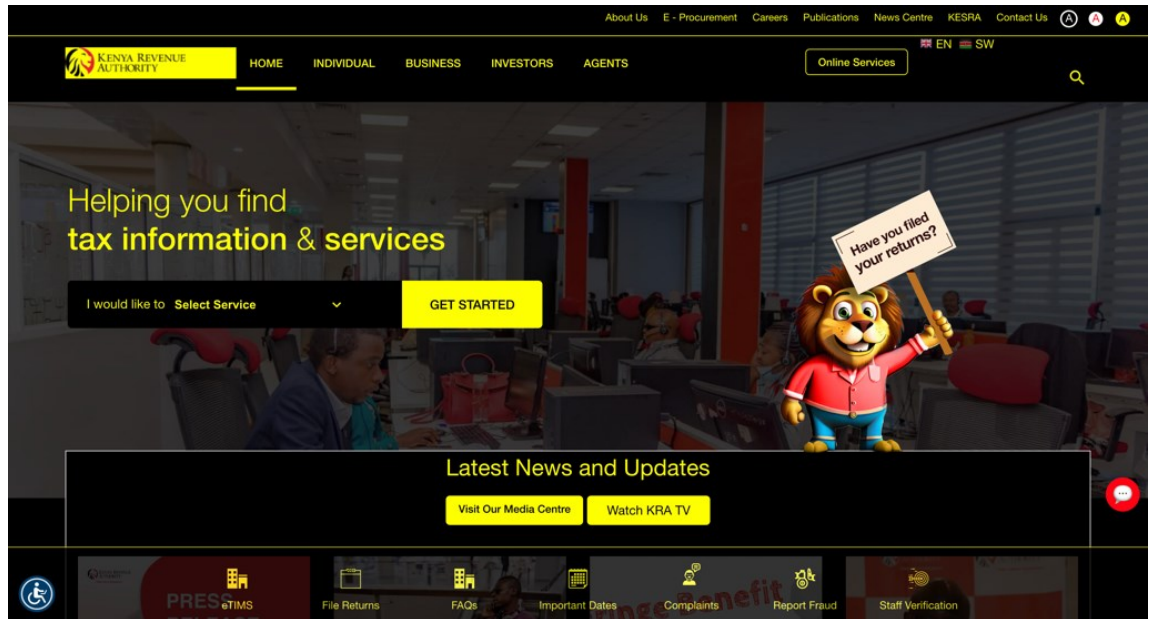 About Us E - Procurement Careers Publications News Centre KESRA Contact Us A A A
EN SW
KENYA REVENUE
AUTHORITY
HOME INDIVIDUAL BUSINESS INVESTORS AGENTS
Online Services
Helping you find
tax information & services
Have you filed
your returns?
I would like to Select Service
GET STARTED
Latest News and Updates
Visit Our Media Centre
Watch KRA TV
PRESS
nge Benefit
eTIMS File Returns FAQs Important Dates Complaints Report Fraud Staff Verification